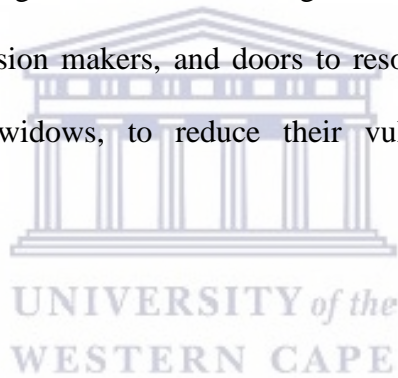 sion makers, and doors to reso
widows, to reduce their vul
UNIVERSITY of the
WESTERN CAPE